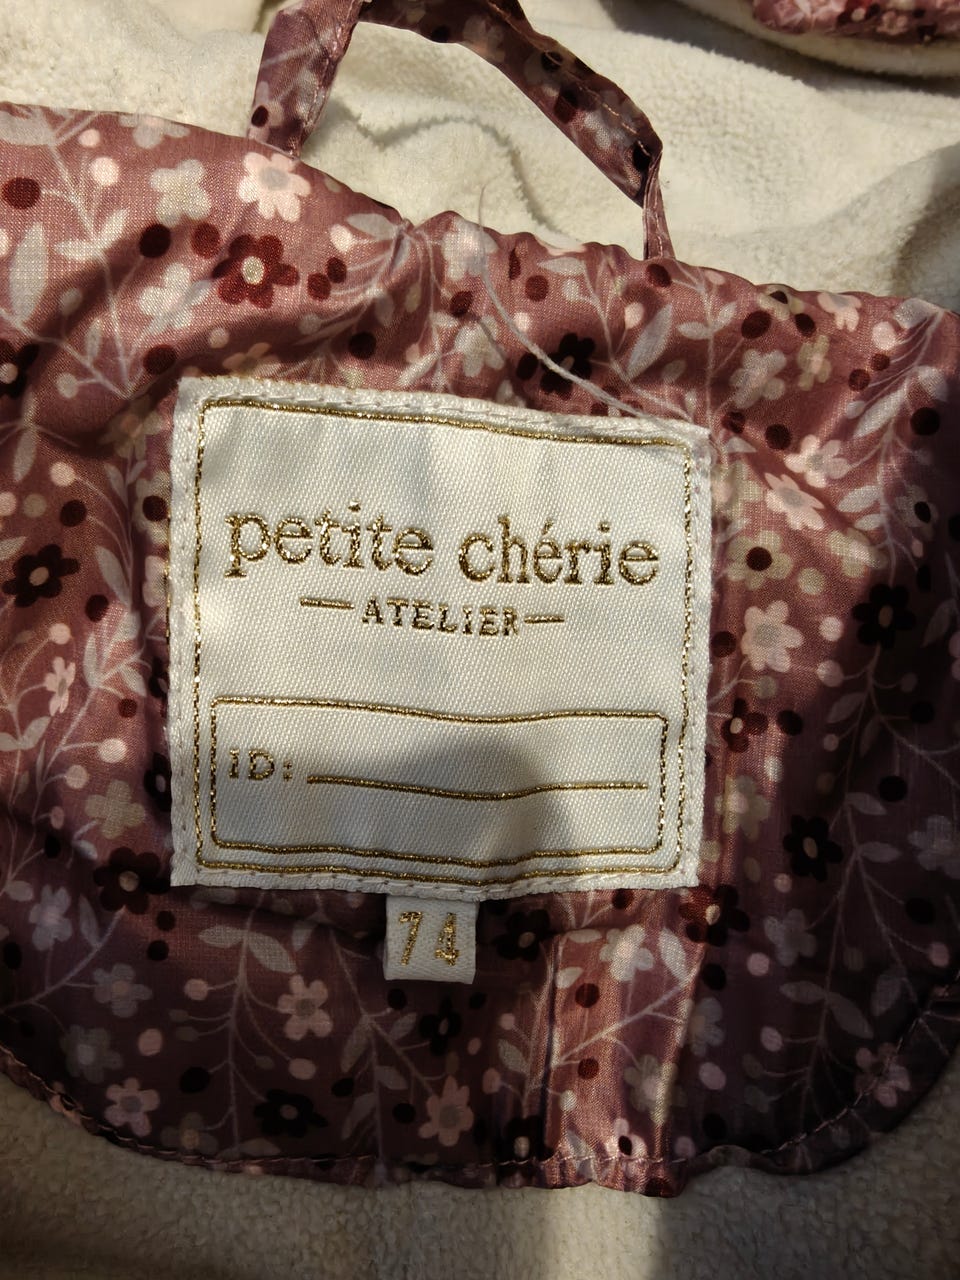 petite chérie
ATELIER
ID:
74